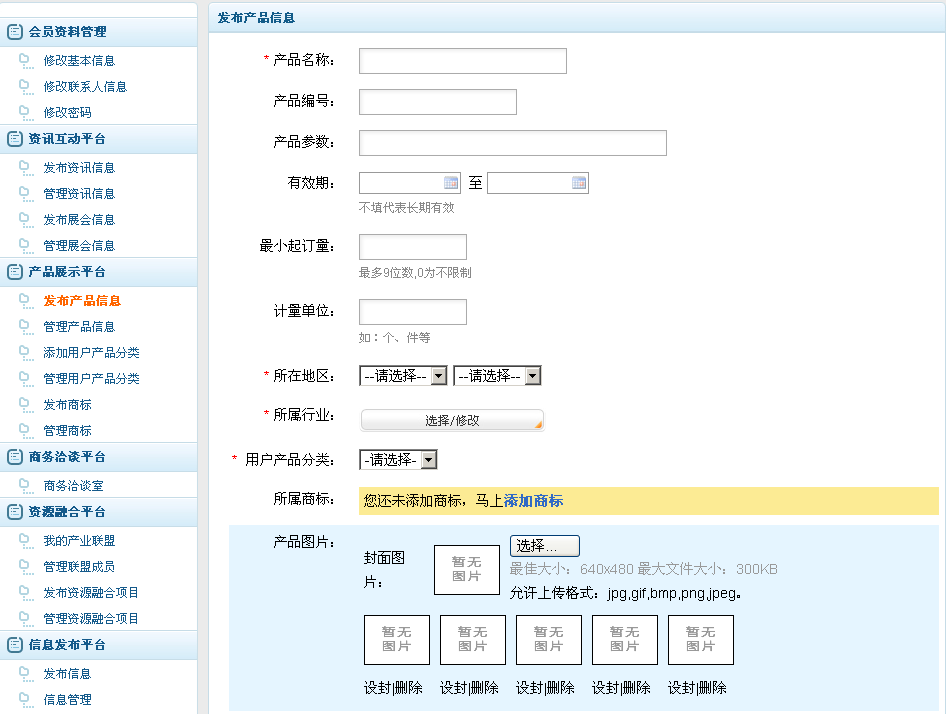 会员资料管理
修改基本信息
修改联系人信息
修改密码
资讯互动平台
发布资讯信息
管理资讯信息
发布展会信息
管理展会信息
产品展示平台
发布产品信息
管理产品信息
添加用户产品分类
管理用户产品分类
发布商标
管理商标
商务洽谈平台
商务洽谈室
资源融合平台
我的产业联盟
管理联盟成员
发布资源融合项目
管理资源融合项目
信息发布平台
发布信息
信息管理
发布产品信息
* 产品名称：
产品编号：
产品参数：
有效期： 至
不填代表长期有效
最小起订量：
最多9位数,0为不限制
计量单位：
如：个、件等
* 所在地区： --请选择-- --请选择--
* 所属行业： 选择/修改
* 用户产品分类： -请选择-
所属商标： 您还未添加商标，马上添加商标
产品图片：
封面图
片：
暂无
图片
选择...
最佳大小：640x480 最大文件大小：300KB
允许上传格式：jpg,gif,bmp,png,jpeg。
暂无 暂无 暂无 暂无 暂无
图片 图片 图片 图片 图片
设封|删除 设封|删除 设封|删除 设封|删除 设封|删除